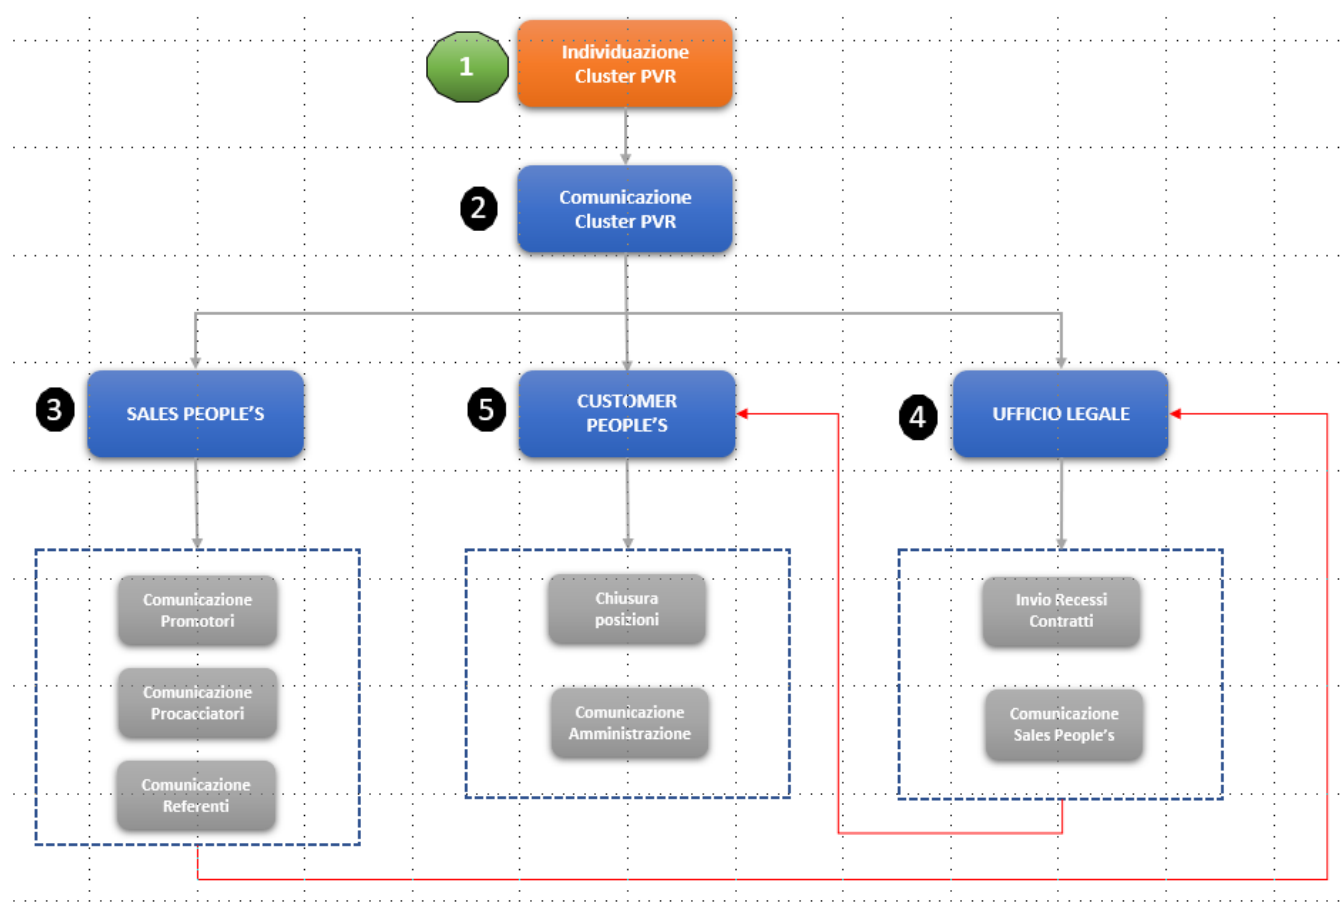 1
Individuazione
Cluster PVR
2
Comunicazione
Cluster PVR
3
SALES PEOPLE'S
5
CUSTOMER
PEOPLE'S
4
UFFICIO LEGALE
Comunicazione
Promotori
Comunicazione
Procacciatori
Comunicazione
Referenti
Chiusura
posizioni
Comunicazione
Amministrazione
Invio Recessi
Contratti
Comunicazione
Sales People's